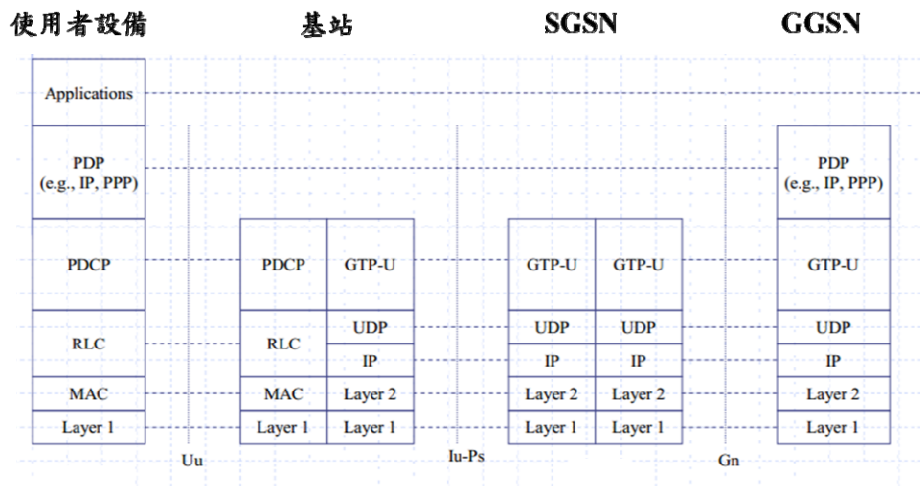 使用者設備 基站 SGSN GGSN
Applications
PDP
(e.g., IP, PPP)
PDP
(e.g., IP, PPP)
PDCP PDCP GTP-U GTP-U GTP-U GTP-U
UDP UDP UDP UDP
RLC RLC
IP IP IP IP
MAC MAC Layer 2 Layer 2 Layer 2 Layer 2
Layer 1 Layer 1 Layer 1 Layer 1 Layer 1 Layer 1
Uu Iu-Ps Gn